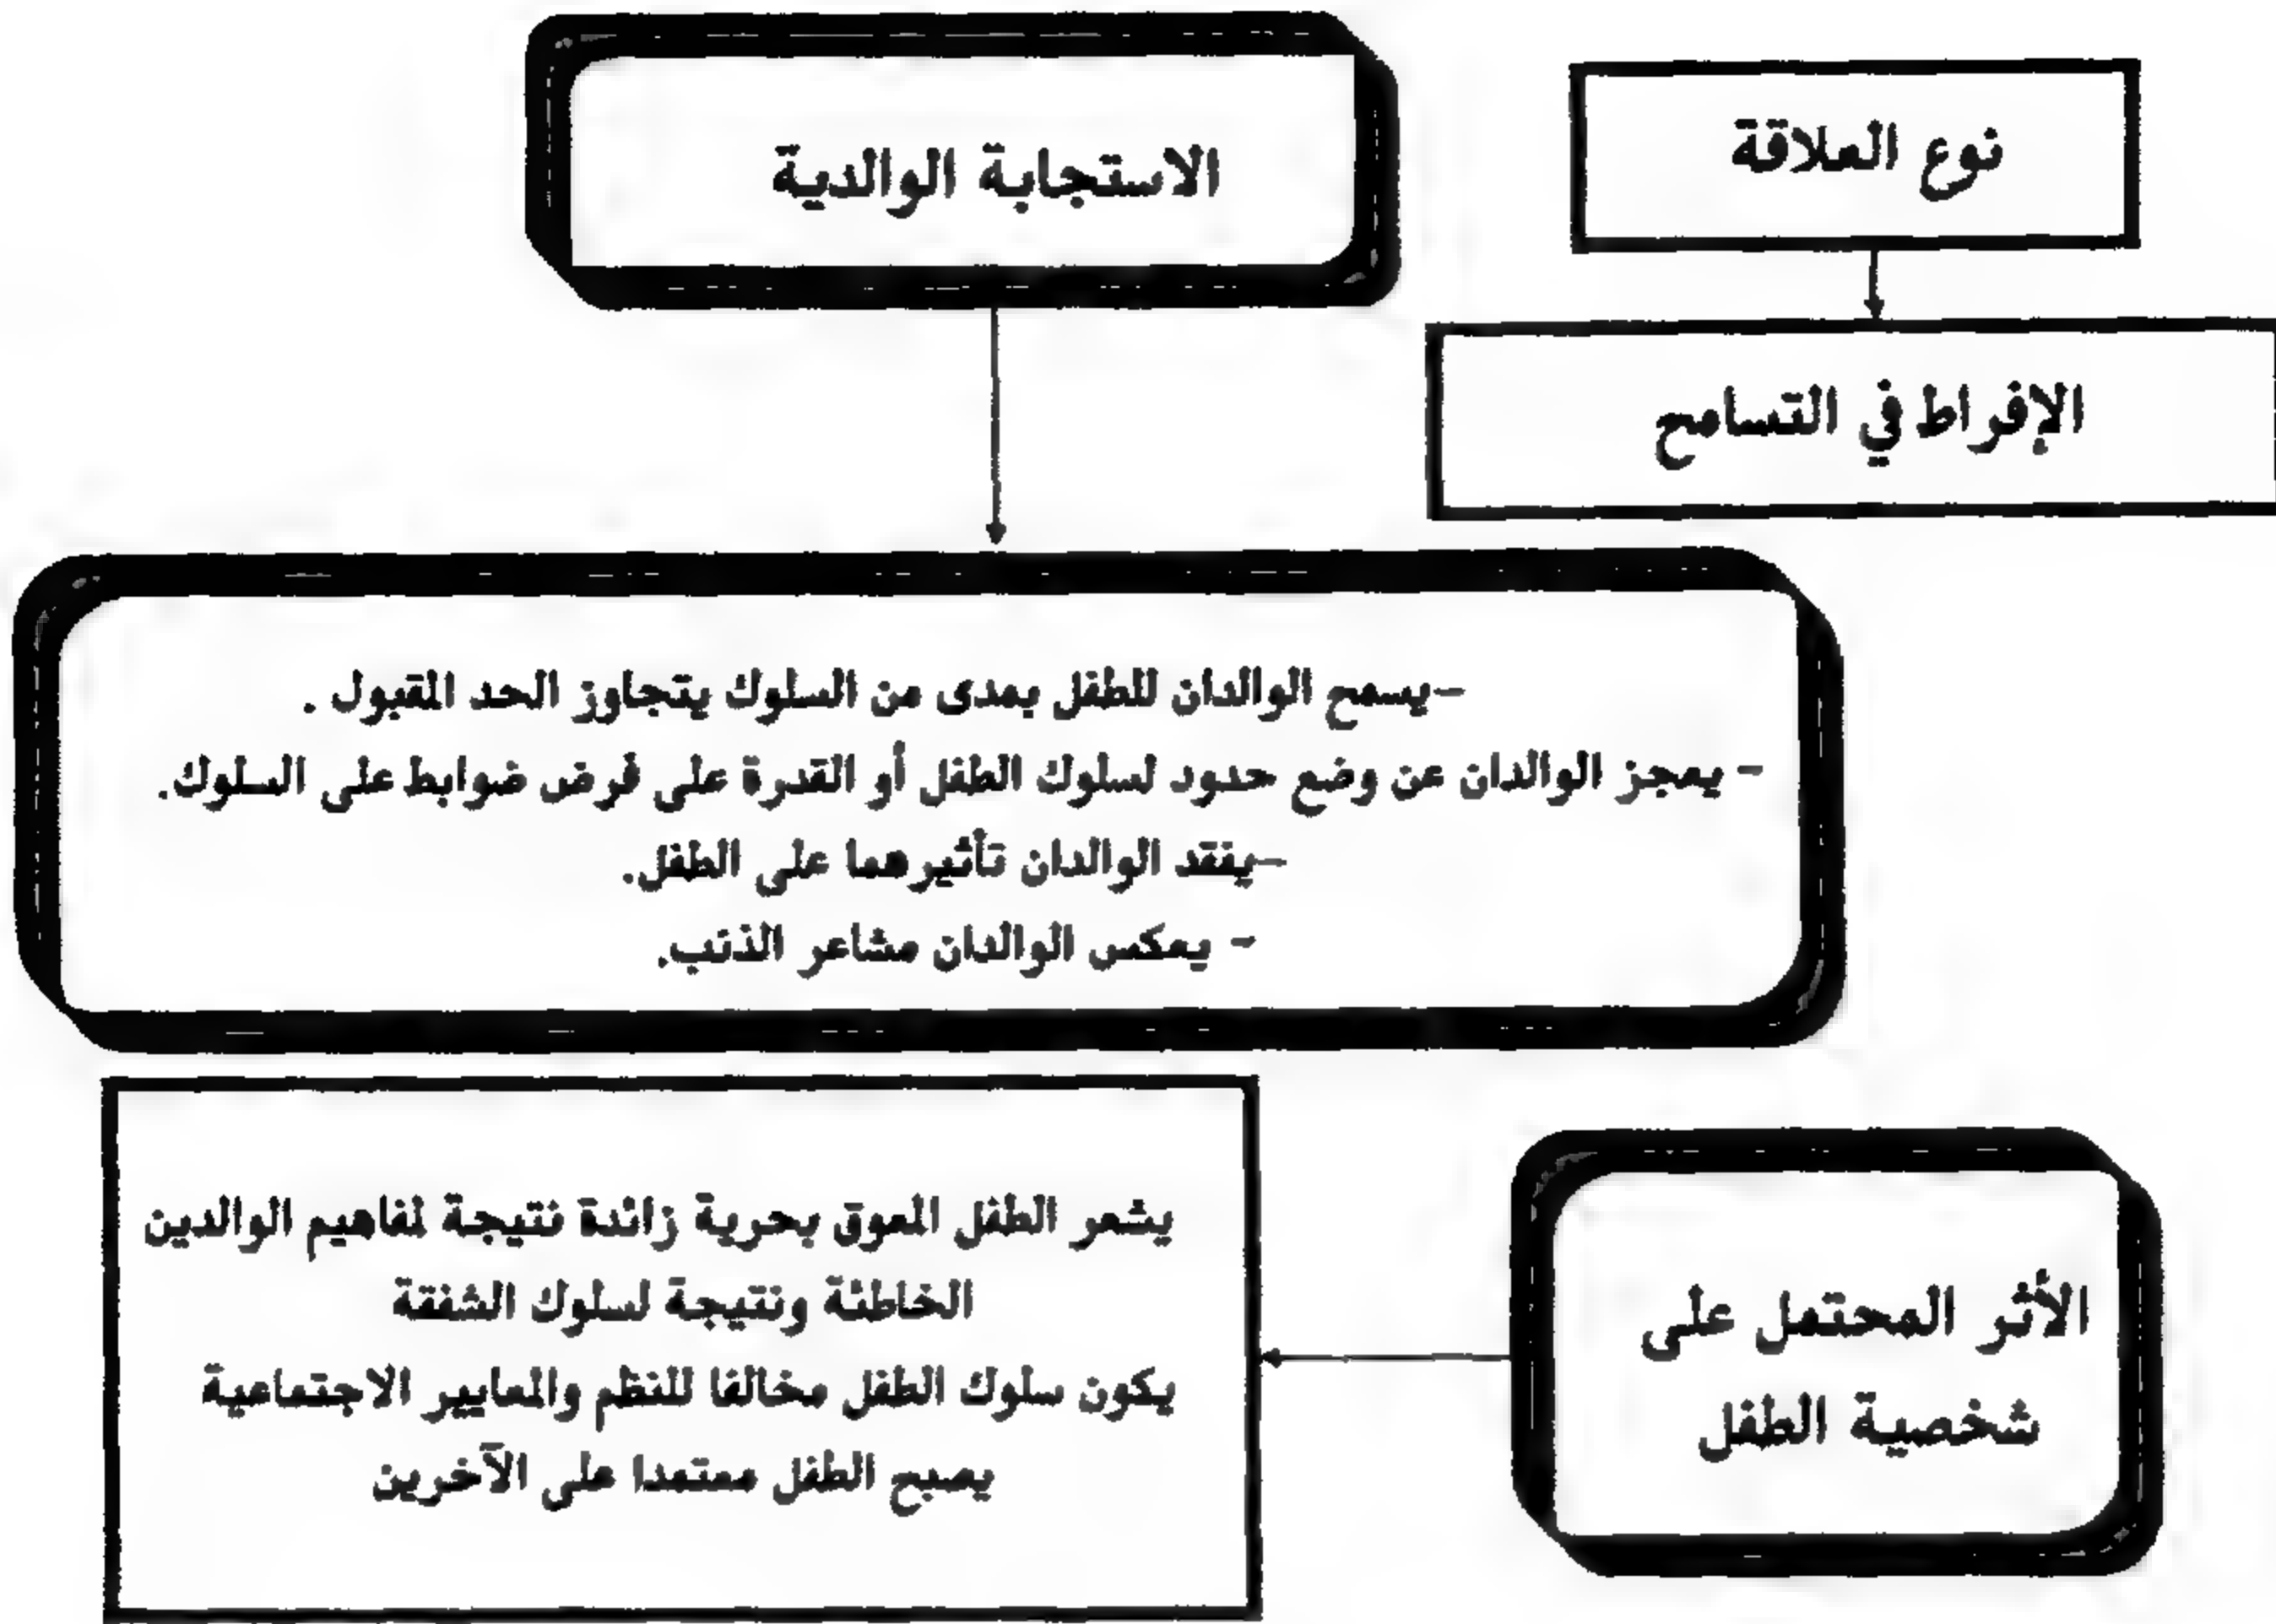 نوع العلاقة
الإفراط في التسامح
الاستجابة الوالدية
-يسمح الوالدان للطفل بمدى من السلوك يتجاوز الحد المقبول .
- يعجز الوالدان عن وضع حدود لسلوك الطفل أو القدرة على فرض ضوابط على السلوك.
-يفقد الوالدان تأثيرهما على الطفل.
- يعكس الوالدان مشاعر الذنب.
الأثر المحتمل على
شخصية الطفل
يشعر الطفل المعوق بحرية زائدة نتيجة لمفاهيم الوالدين
الخاطئة ونتيجة لسلوك الشفقة
يكون سلوك الطفل مخالفا للنظم والمعايير الاجتماعية
يصبح الطفل معتمدا على الآخرين